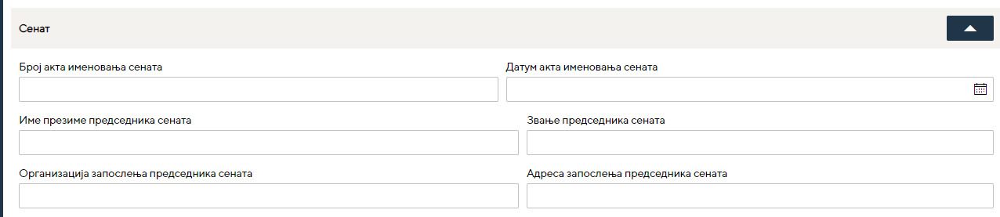 Сенат
Број акта именовања сената
Датум акта именовања сената
Име презиме председника сената
Звање председника сената
Организација запослења председника сената
Адреса запослења председника сената